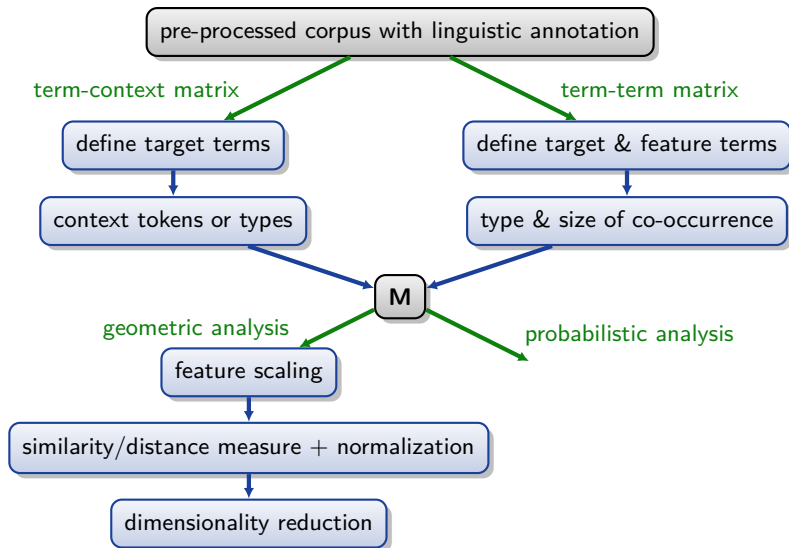 pre-processed corpus with linguistic annotation
term-context matrix
term-term matrix
define target terms
define target & feature terms
context tokens or types
type & size of co-occurrence
M
geometric analysis
probabilistic analysis
feature scaling
similarity/distance measure + normalization
dimensionality reduction